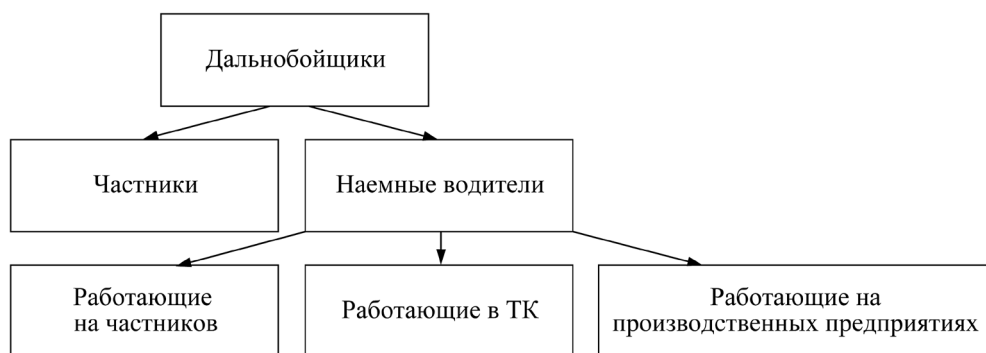 Дальнобойщики
Частники
Наемные водители
Работающие
на частников
Работающие в ТК
Работающие на
производственных предприятиях